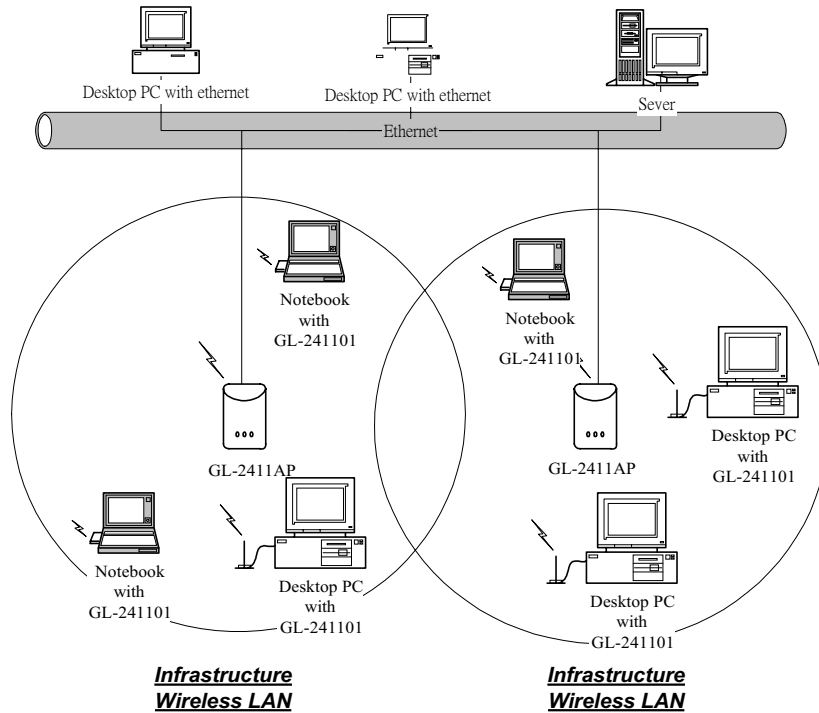 Desktop PC with ethernet
Desktop PC with ethernet
Sever
Ethernet
Notebook
with
GL-241101
Notebook
with
GL-241101
GL-2411AP
GL-2411AP
Desktop PC
with
GL-241101
Notebook
with
GL-241101
Desktop PC
with
GL-241101
Desktop PC
with
GL-241101
Infrastructure
Wireless LAN
Infrastructure
Wireless LAN